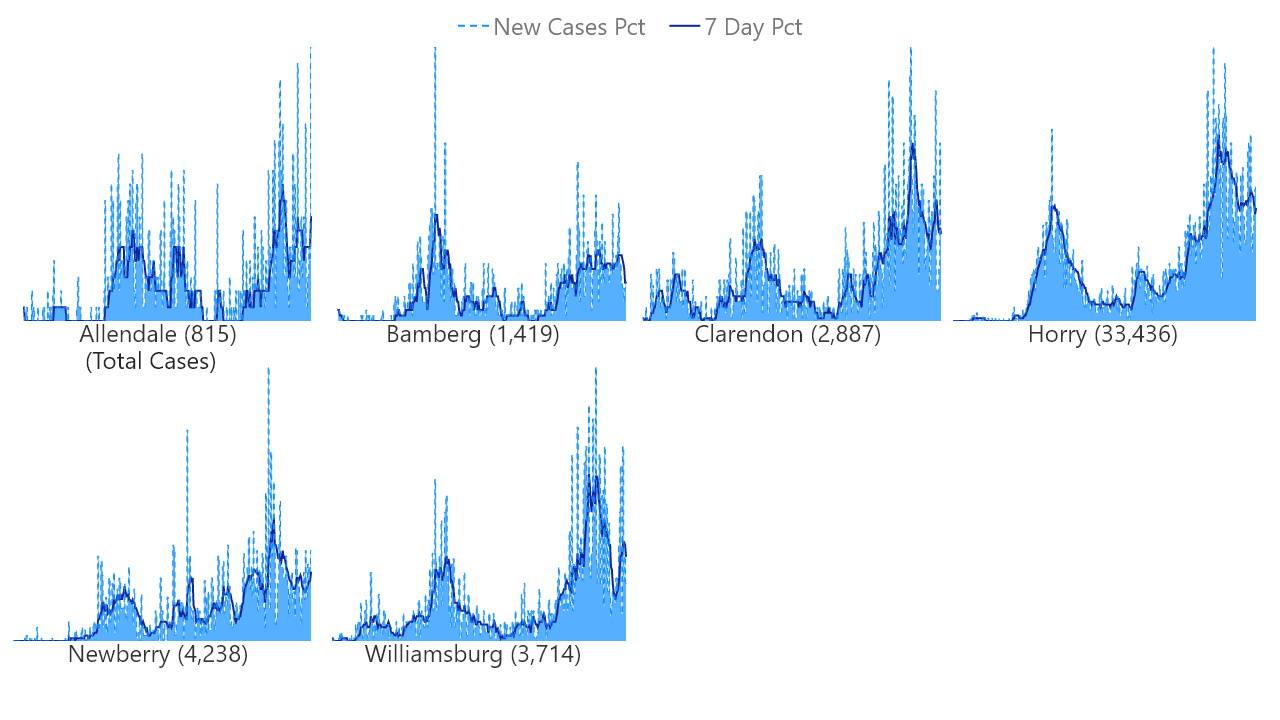 New Cases Pct 7 Day Pct
Allendale (815)
(Total Cases)
Bamberg (1,419)
Clarendon (2,887)
Horry (33,436)
Newberry (4,238)
Williamsburg (3,714)